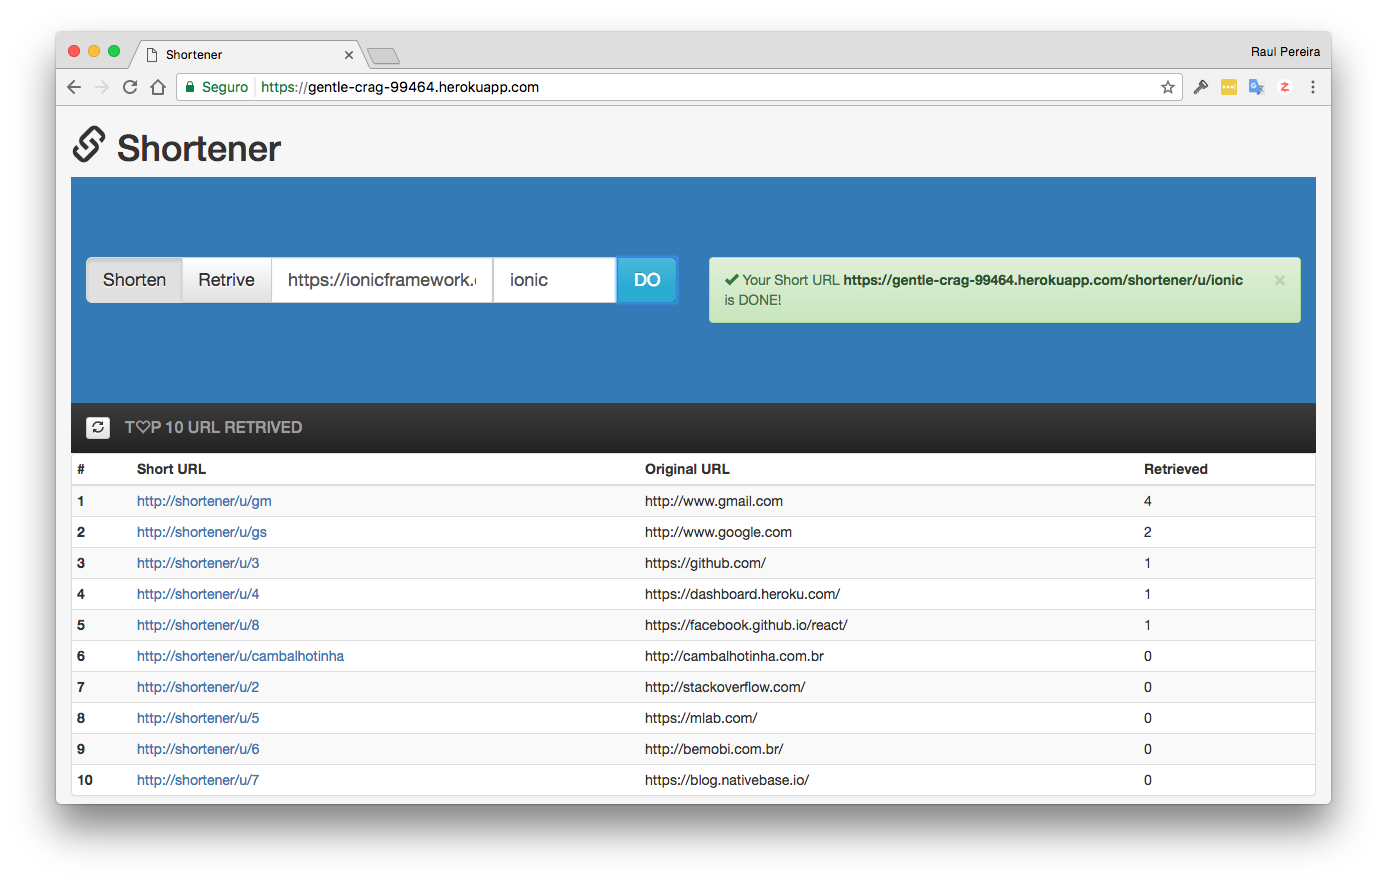 Shortener
Raul Pereira
Seguro https://gentle-crag-99464.herokuapp.com
Shortener
Shorten Retrive https://ionicframework. ionic DO
Your Short URL https://gentle-crag-99464.herokuapp.com/shortener/u/ionic
is DONE!
T♡P 10 URL RETRIVED
# Short URL Original URL Retrieved
1 http://shortener/u/gm http://www.gmail.com 4
2 http://shortener/u/gs http://www.google.com 2
3 http://shortener/u/3 https://github.com/ 1
4 http://shortener/u/4 https://dashboard.heroku.com/ 1
5 http://shortener/u/8 https://facebook.github.io/react/ 1
6 http://shortener/u/cambalhotinha http://cambalhotinha.com.br 0
7 http://shortener/u/2 http://stackoverflow.com/ 0
8 http://shortener/u/5 https://mlab.com/ 0
9 http://shortener/u/6 http://bemobi.com.br/ 0
10 http://shortener/u/7 https://blog.nativebase.io/ 0